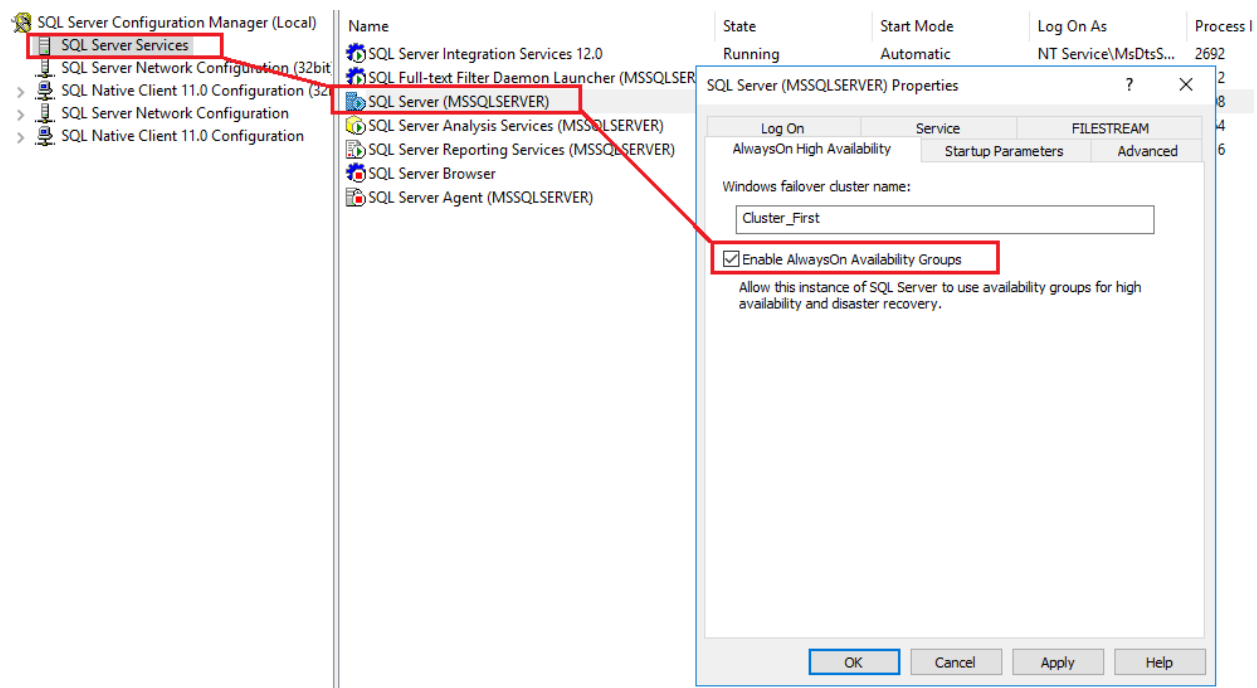 SQL Server Configuration Manager (Local)
SQL Server Services
SQL Server Network Configuration (32bit
SQL Native Client 11.0 Configuration (32
SQL Server Network Configuration
SQL Native Client 11.0 Configuration
Name State Start Mode Log On As Process I
SQL Server Integration Services 12.0 Running Automatic NT Service\MsDtsS... 2692
SQL Full-text Filter Daemon Launcher (MSSQLSER 2
SQL Server (MSSQLSERVER) 8
SQL Server Analysis Services (MSSQLSERVER) 4
SQL Server Reporting Services (MSSQLSERVER) 6
SQL Server Browser
SQL Server Agent (MSSQLSERVER)
SQL Server (MSSQLSERVER) Properties ?
Log On Service FILESTREAM
AlwaysOn High Availability Startup Parameters Advanced
Windows failover cluster name:
Cluster_First
Enable AlwaysOn Availability Groups
Allow this instance of SQL Server to use availability groups for high
availability and disaster recovery.
OK Cancel Apply Help